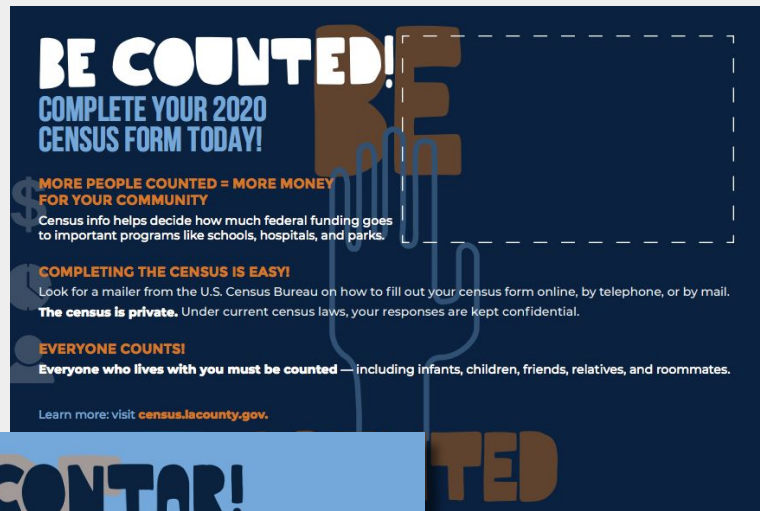 BE COUNTED!
COMPLETE YOUR 2020
CENSUS FORM TODAY!
MORE PEOPLE COUNTED = MORE MONEY
FOR YOUR COMMUNITY
Census info helps decide how much federal funding goes
to important programs like schools, hospitals, and parks.
COMPLETING THE CENSUS IS EASY!
Look for a mailer from the U.S. Census Bureau on how to fill out your census form online, by telephone, or by mail.
The census is private. Under current census laws, your responses are kept confidential.
EVERYONE COUNTS!
Everyone who lives with you must be counted — including infants, children, friends, relatives, and roommates.
Learn more: visit census.lacounty.gov.
BE
TED
CONTAR!